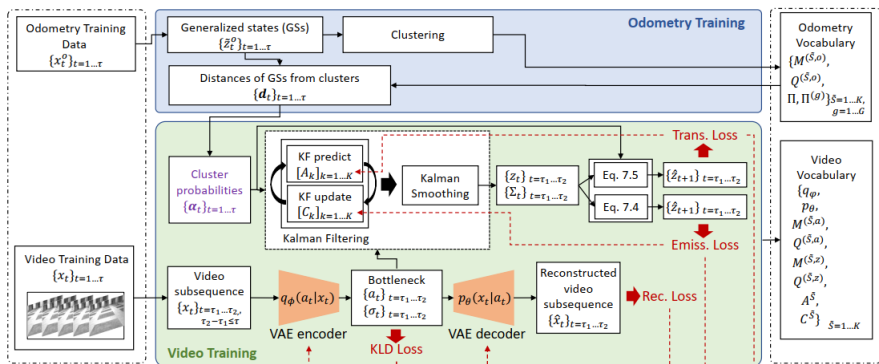 Odometry Training
Data
{x_t^o}_{t=1…τ}
Generalized states (GSs)
{z̃_t^o}_{t=1…τ}
Clustering
Odometry Training
Distances of GSs from clusters
{d_t}_{t=1…τ}
Odometry
Vocabulary
{M^{(S̃,o)},
Q^{(S̃,o)},
Π, Π^{(g)}}_{S̃=1…K,
g=1…G}
Cluster
probabilities
{α_t}_{t=1…τ}
KF predict
[A_k]_{k=1…K}
KF update
[C_k]_{k=1…K}
Kalman Filtering
Kalman
Smoothing
{z_t}_{t=τ_1…τ_2}
{Σ_t}_{t=τ_1…τ_2}
Trans. Loss
Eq. 7.5
{ẑ_{t+1}}_{t=τ_1…τ_2}
Eq. 7.4
{ẑ_{t+1}}_{t=τ_1…τ_2}
Emiss. Loss
Video Training Data
{x_t}_{t=1…τ}
Video
subsequence
{x_t}_{t=τ_1…τ_2,
τ_2−τ_1≤τ}
q_ϕ(a_t|x_t)
VAE encoder
Bottleneck
{a_t}_{t=τ_1…τ_2}
{σ_t}_{t=τ_1…τ_2}
KLD Loss
p_θ(x_t|a_t)
VAE decoder
Reconstructed
video
subsequence
{x̂_t}_{t=τ_1…τ_2}
Rec. Loss
Video Training
Video
Vocabulary
{q_φ,
p_θ,
M^{(S̃,a)},
Q^{(S̃,a)},
M^{(S̃,z)},
Q^{(S̃,z)},
A^{S̃},
C^{S̃}}_{S̃=1…K}